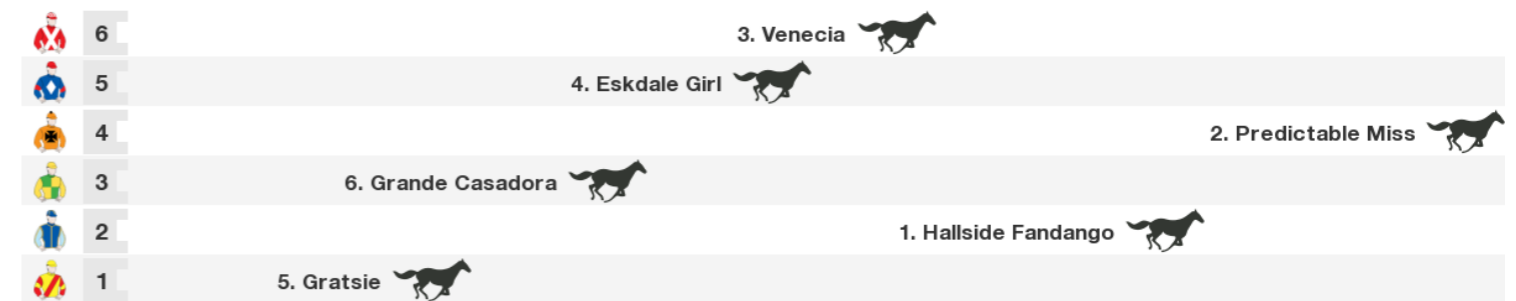 6 3. Venecia
5 4. Eskdale Girl
4 2. Predictable Miss
3 6. Grande Casadora
2 1. Hallside Fandango
1 5. Gratsie